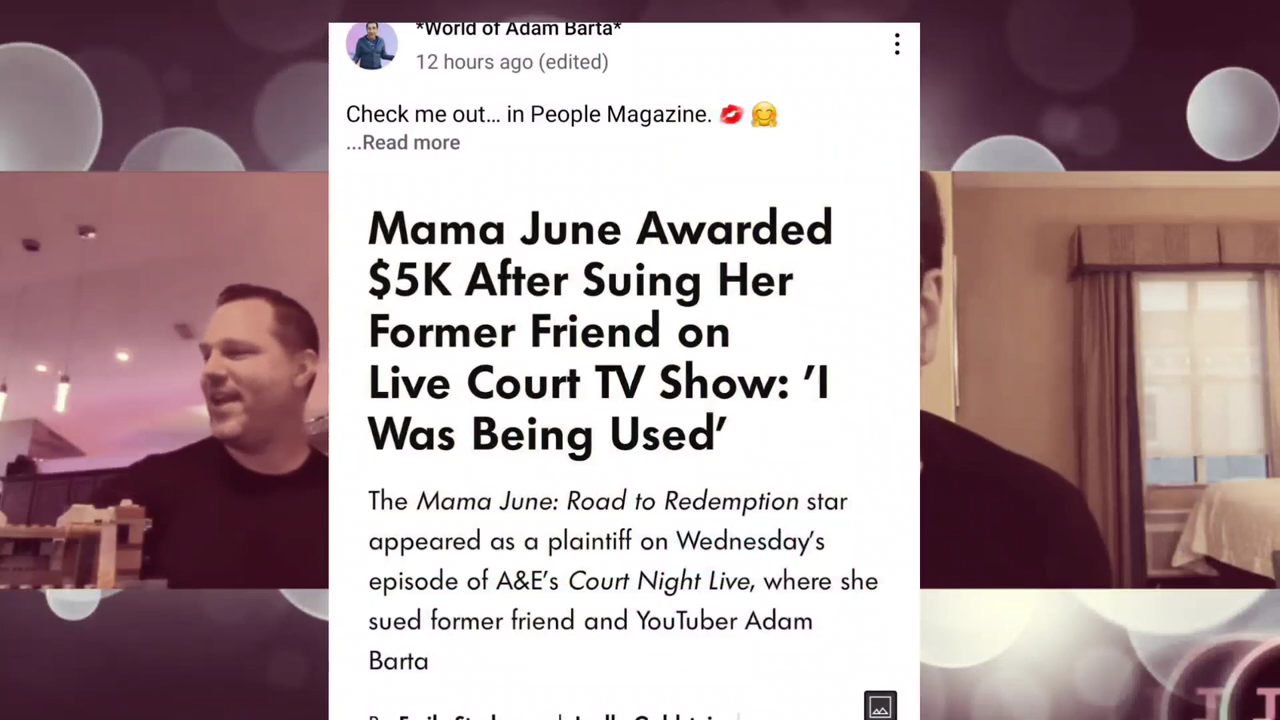 *World of Adam Barta*
12 hours ago (edited)
Check me out... in People Magazine. 💋 🤗
...Read more
Mama June Awarded
$5K After Suing Her
Former Friend on
Live Court TV Show: 'I
Was Being Used'
The Mama June: Road to Redemption star
appeared as a plaintiff on Wednesday's
episode of A&E's Court Night Live, where she
sued former friend and YouTuber Adam
Barta